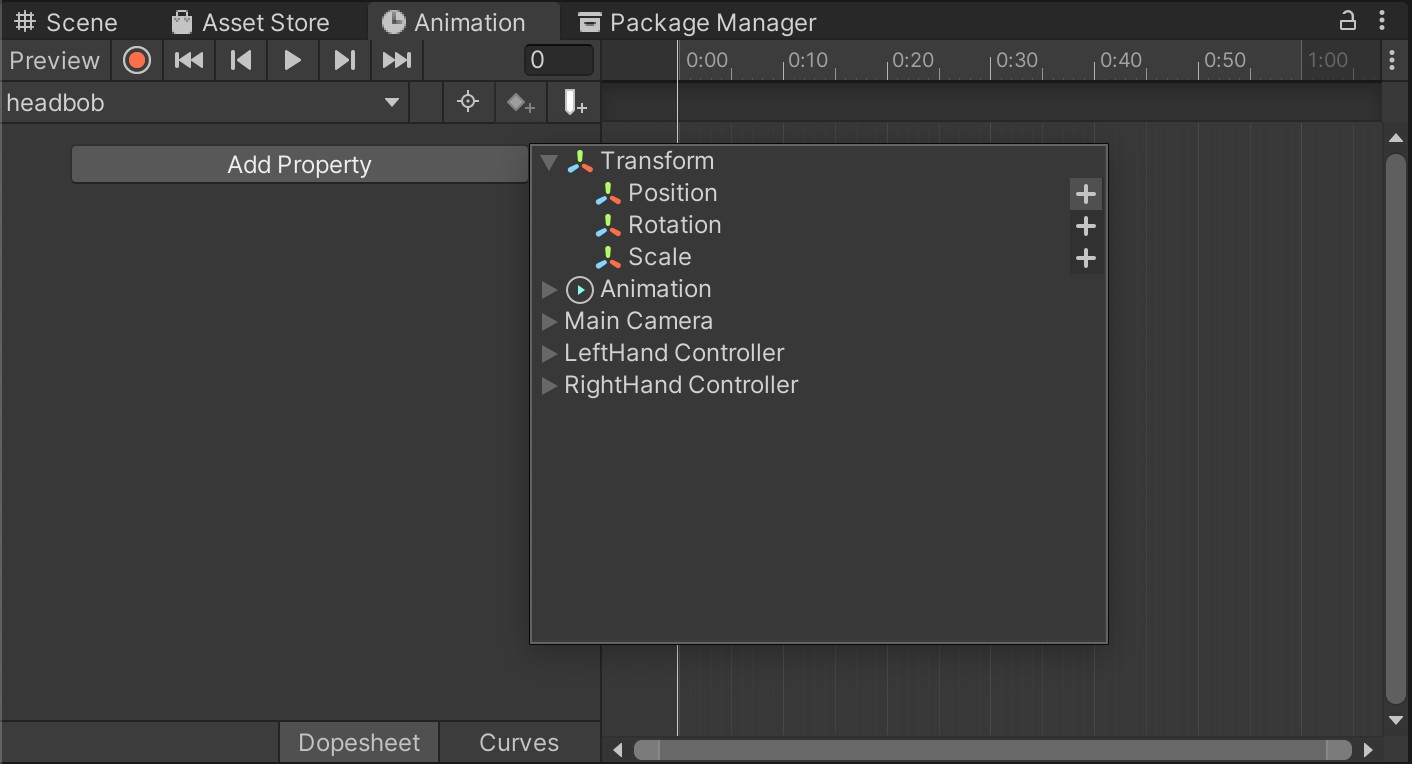 Scene Asset Store Animation Package Manager
Preview 0 0:00 0:10 0:20 0:30 0:40 0:50 1:00
headbob
Add Property
Transform
Position
Rotation
Scale
Animation
Main Camera
LeftHand Controller
RightHand Controller
Dopesheet Curves